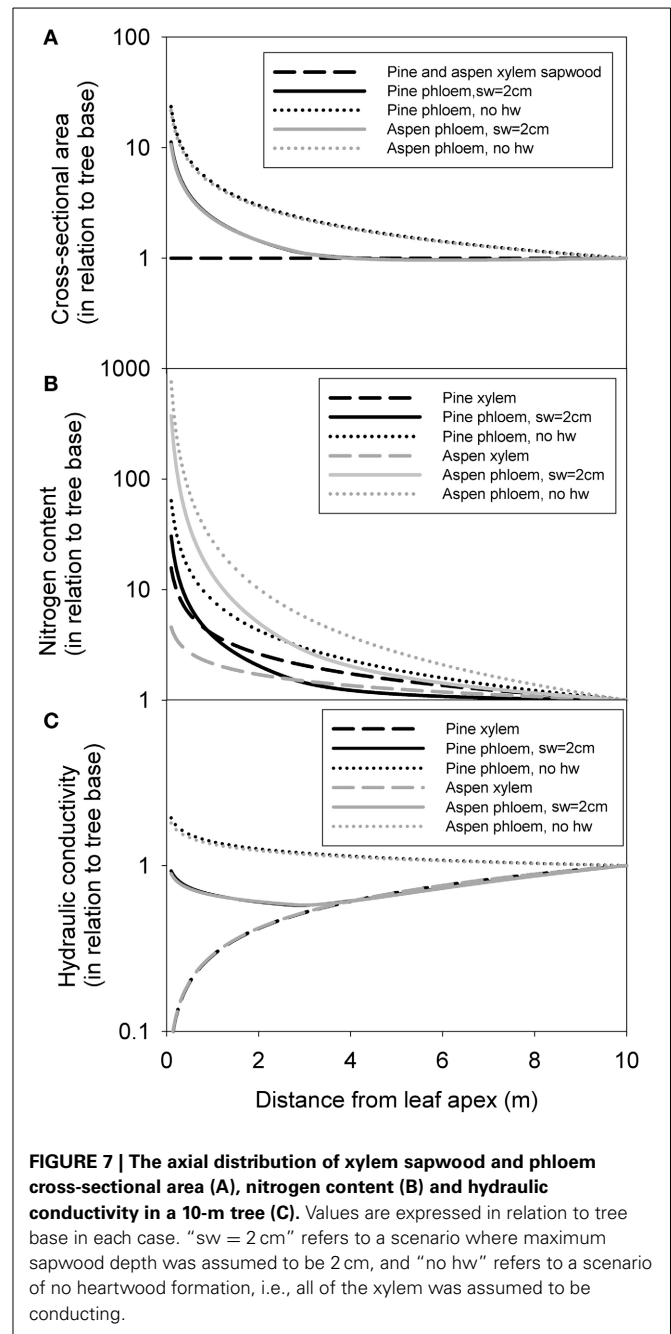 A
100
10
1
Cross-sectional area
(in relation to tree base)
Pine and aspen xylem sapwood
Pine phloem,sw=2cm
Pine phloem, no hw
Aspen phloem, sw=2cm
Aspen phloem, no hw
B
1000
100
10
1
Nitrogen content
(in relation to tree base)
Pine xylem
Pine phloem, sw=2cm
Pine phloem, no hw
Aspen xylem
Aspen phloem, sw=2cm
Aspen phloem, no hw
C
1
0.1
Hydraulic conductivity
(in relation to tree base)
Pine xylem
Pine phloem, sw=2cm
Pine phloem, no hw
Aspen xylem
Aspen phloem, sw=2cm
Aspen phloem, no hw
0 2 4 6 8 10
Distance from leaf apex (m)
FIGURE 7 | The axial distribution of xylem sapwood and phloem
cross-sectional area (A), nitrogen content (B) and hydraulic
conductivity in a 10-m tree (C). Values are expressed in relation to tree
base in each case. “sw = 2 cm” refers to a scenario where maximum
sapwood depth was assumed to be 2 cm, and “no hw” refers to a scenario
of no heartwood formation, i.e., all of the xylem was assumed to be
conducting.